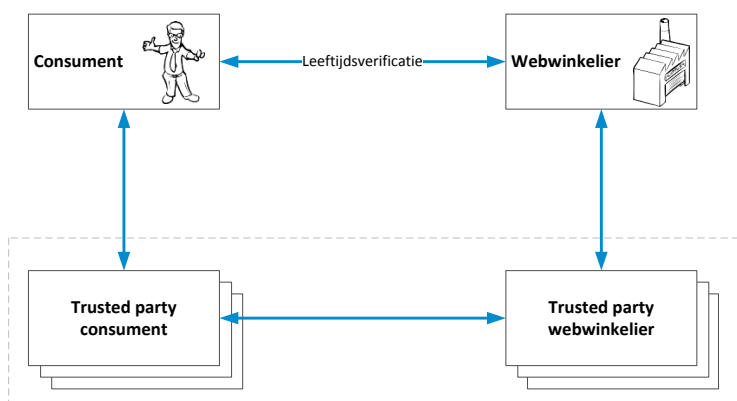 Consument
Leeftijdsverificatie
Webwinkelier
Trusted party
consument
Trusted party
webwinkelier